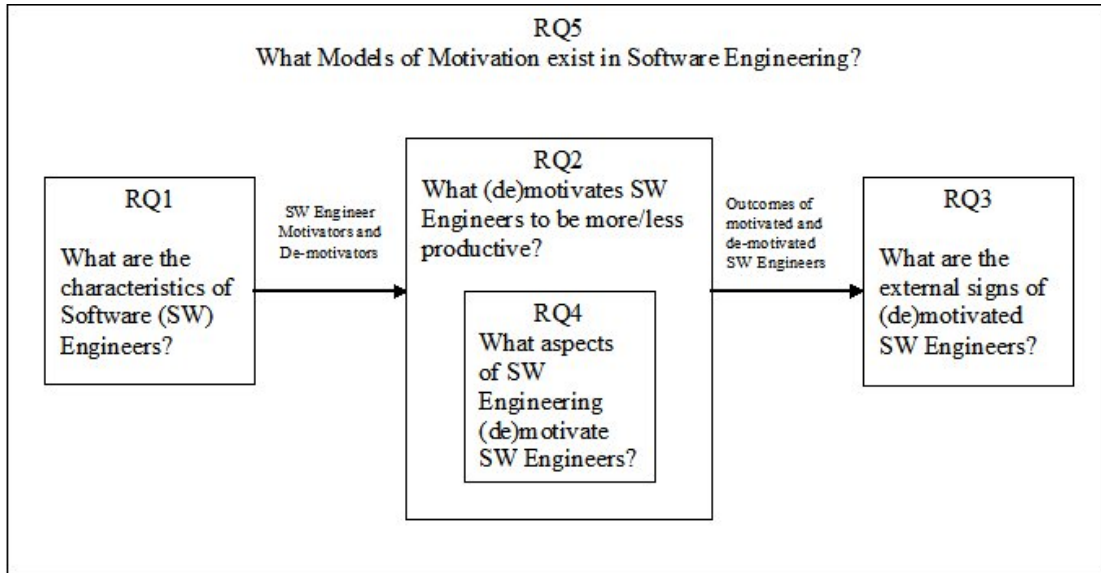 RQ5
What Models of Motivation exist in Software Engineering?
RQ1
What are the
characteristics of
Software (SW)
Engineers?
SW Engineer
Motivators and
De-motivators
RQ2
What (de)motivates SW
Engineers to be more/less
productive?
RQ4
What aspects
of SW
Engineering
(de)motivate
SW Engineers?
Outcomes of
motivated and
de-motivated
SW Engineers
RQ3
What are the
external signs of
(de)motivated
SW Engineers?